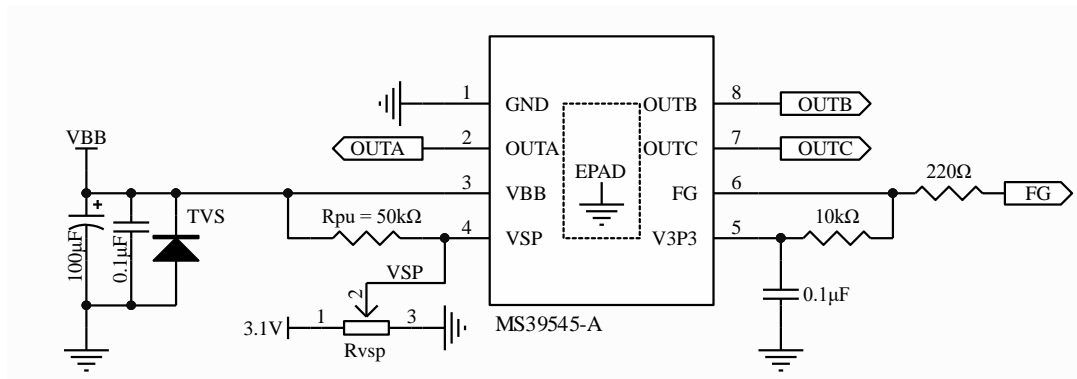 1
GND
OUTB
8
OUTB
OUTA
2
OUTA
OUTC
7
OUTC
VBB
EPAD
220Ω
3
VBB
FG
6
FG
+
TVS
Rpu = 50kΩ
10kΩ
4
VSP
V3P3
5
100μF
0.1μF
VSP
2
0.1μF
3.1V
1
3
MS39545-A
Rvsp